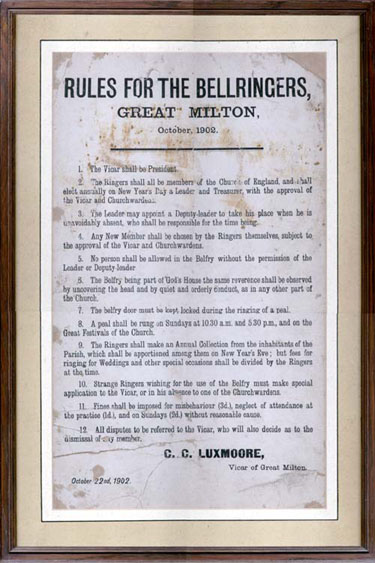 RULES FOR THE BELLRINGERS,
GREAT MILTON,
October, 1902.
1. The Vicar shall be President.
2. The Ringers shall all be members of the Church of England, and shall
elect annually on New Year's Day a Leader and Treasurer, with the approval of
the Vicar and Churchwardens.
3. The Leader may appoint a Deputy-leader to take his place when he is
unavoidably absent, who shall be responsible for the time being.
4. Any New Member shall be chosen by the Ringers themselves, subject to
the approval of the Vicar and Churchwardens.
5. No person shall be allowed in the Belfry without the permission of the
Leader or Deputy-leader
6. The Belfry being part of God's House the same reverence shall be observed
by uncovering the head and by quiet and orderly conduct, as in any other part of
the Church.
7. The belfry door must be kept locked during the ringing of a peal.
8. A peal shall be rung on Sundays at 10.30 a.m. and 5.30 p.m., and on the
Great Festivals of the Church.
9. The Ringers shall make an Annual Collection from the inhabitants of the
Parish, which shall be apportioned among them on New Year's Eve; but fees for
ringing for Weddings and other special occasions shall be divided by the Ringers
at the time.
10. Strange Ringers wishing for the use of the Belfry must make special
application to the Vicar, or in his absence to one of the Churchwardens.
11. Fines shall be imposed for misbehaviour (3d.), neglect of attendance at
the practice (1d.), and on Sundays (2d.) without reasonable cause.
12. All disputes to be referred to the Vicar, who will also decide as to the
dismissal of any member.
C. C. LUXMOORE,
Vicar of Great Milton.
October 22nd, 1902.